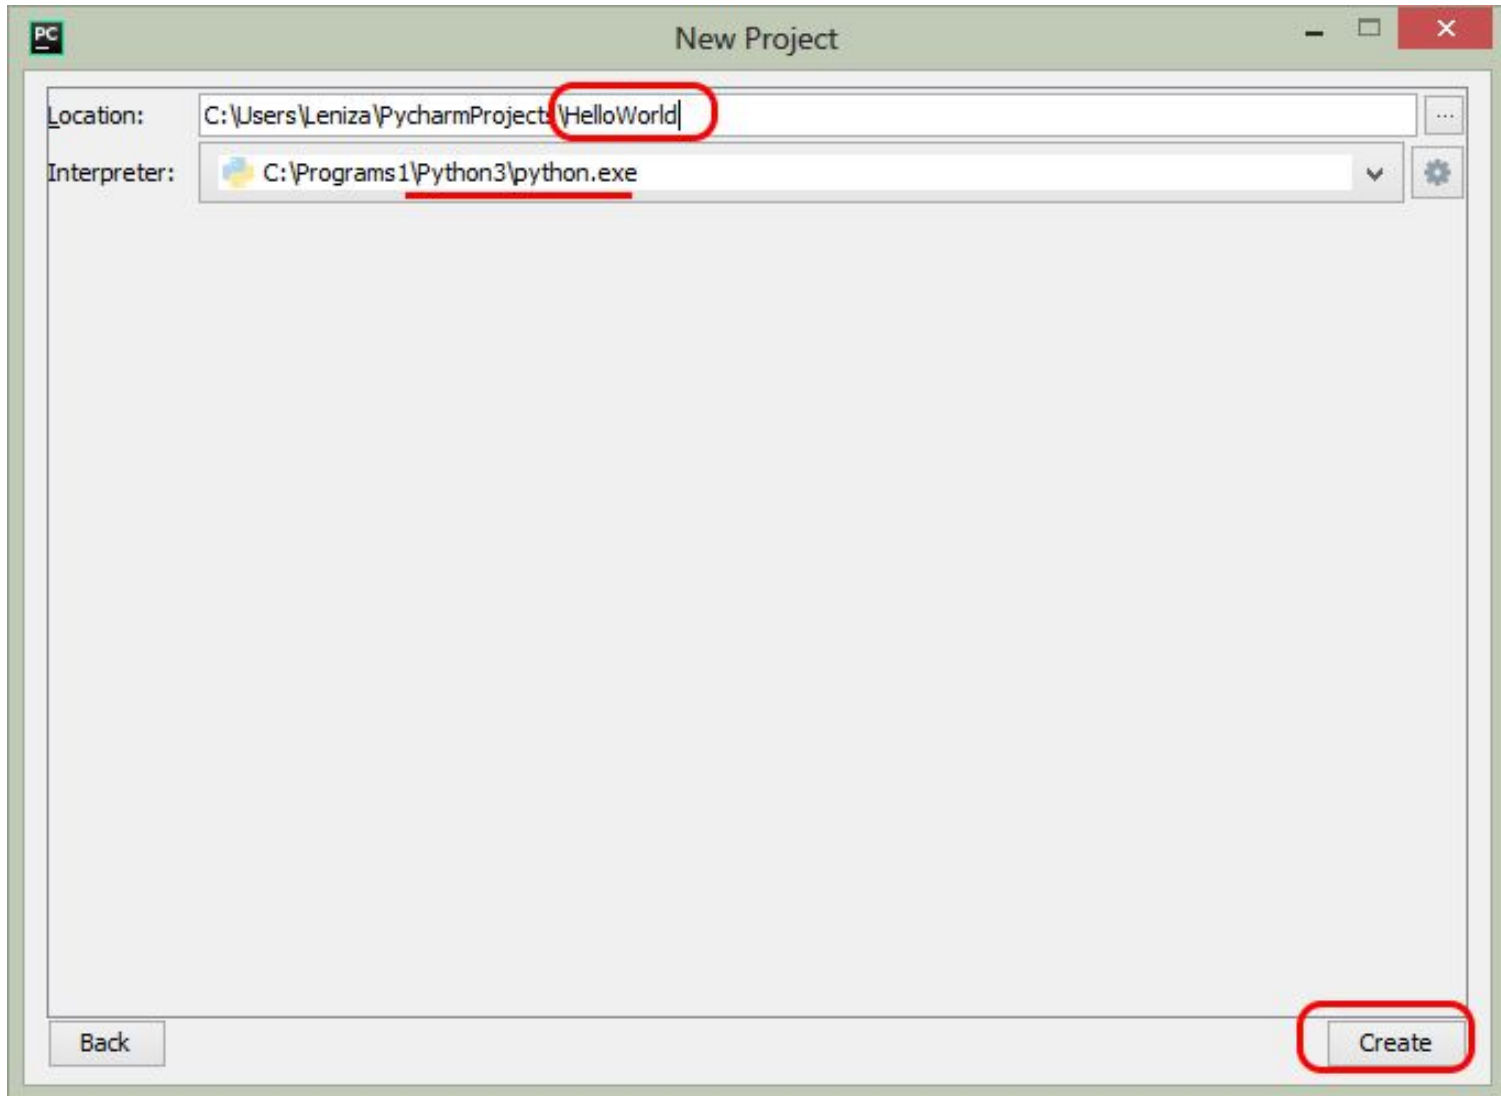 PC
New Project
Location: C:\Users\Leniza\PycharmProjects\HelloWorld
Interpreter: C:\Programs1\Python3\python.exe
Back
Create